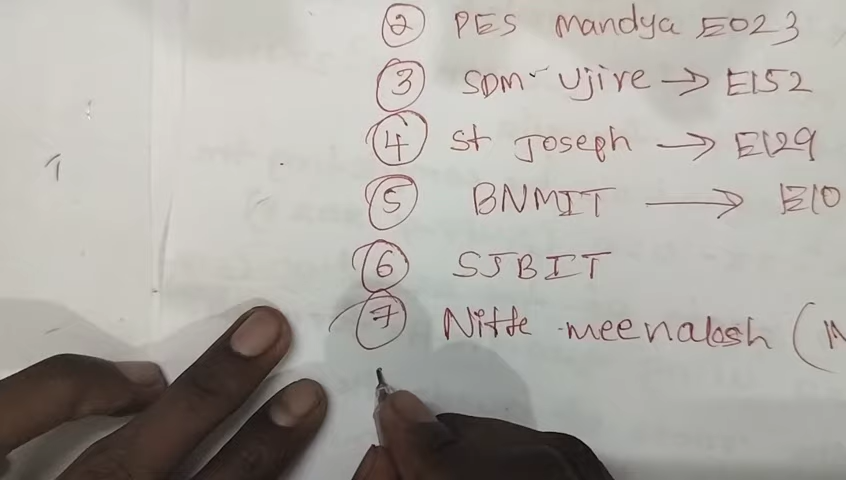 2 PES Mandya E023
3 SDM - Ujire → E152
4 St Joseph → E129
5 BNMIT → E10
6 SJBIT
7 Nitte meenaksh (